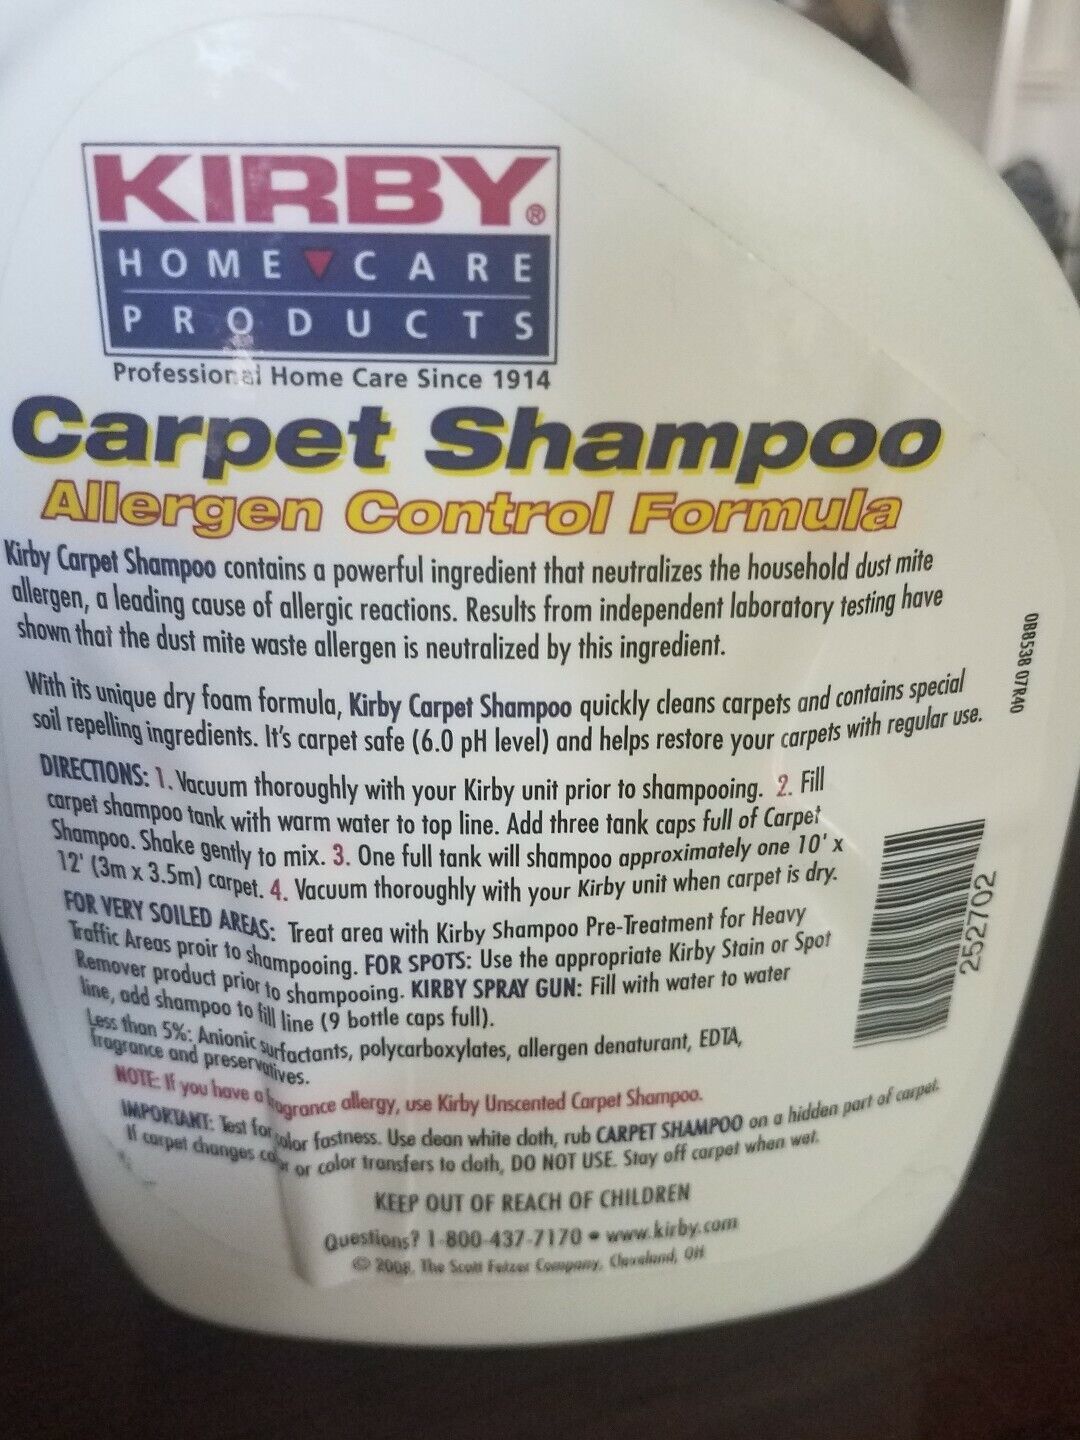 KIRBY®
HOME CARE
PRODUCTS
Professional Home Care Since 1914
Carpet Shampoo
Allergen Control Formula
Kirby Carpet Shampoo contains a powerful ingredient that neutralizes the household dust mite
allergen, a leading cause of allergic reactions. Results from independent laboratory testing have
shown that the dust mite waste allergen is neutralized by this ingredient.
With its unique dry foam formula, Kirby Carpet Shampoo quickly cleans carpets and contains special
soil repelling ingredients. It's carpet safe (6.0 pH level) and helps restore your carpets with regular use.
DIRECTIONS: 1. Vacuum thoroughly with your Kirby unit prior to shampooing. 2. Fill
carpet shampoo tank with warm water to top line. Add three tank caps full of Carpet
Shampoo. Shake gently to mix. 3. One full tank will shampoo approximately one 10' x
12' (3m x 3.5m) carpet. 4. Vacuum thoroughly with your Kirby unit when carpet is dry.
FOR VERY SOILED AREAS: Treat area with Kirby Shampoo Pre-Treatment for Heavy
Traffic Areas proir to shampooing. FOR SPOTS: Use the appropriate Kirby Stain or Spot
Remover product prior to shampooing. KIRBY SPRAY GUN: Fill with water to water
line, add shampoo to fill line (9 bottle caps full).
Less than 5%: Anionic surfactants, polycarboxylates, allergen denaturant, EDTA,
fragrance and preservatives.
NOTE: If you have a fragrance allergy, use Kirby Unscented Carpet Shampoo.
IMPORTANT: Test for color fastness. Use clean white cloth, rub CARPET SHAMPOO on a hidden part of carpet.
If carpet changes color or color transfers to cloth, DO NOT USE. Stay off carpet when wet.
KEEP OUT OF REACH OF CHILDREN
Questions? 1-800-437-7170 • www.kirby.com
© 2008, The Scott Fetzer Company, Cleveland, OH
252702
0B8538 07R40